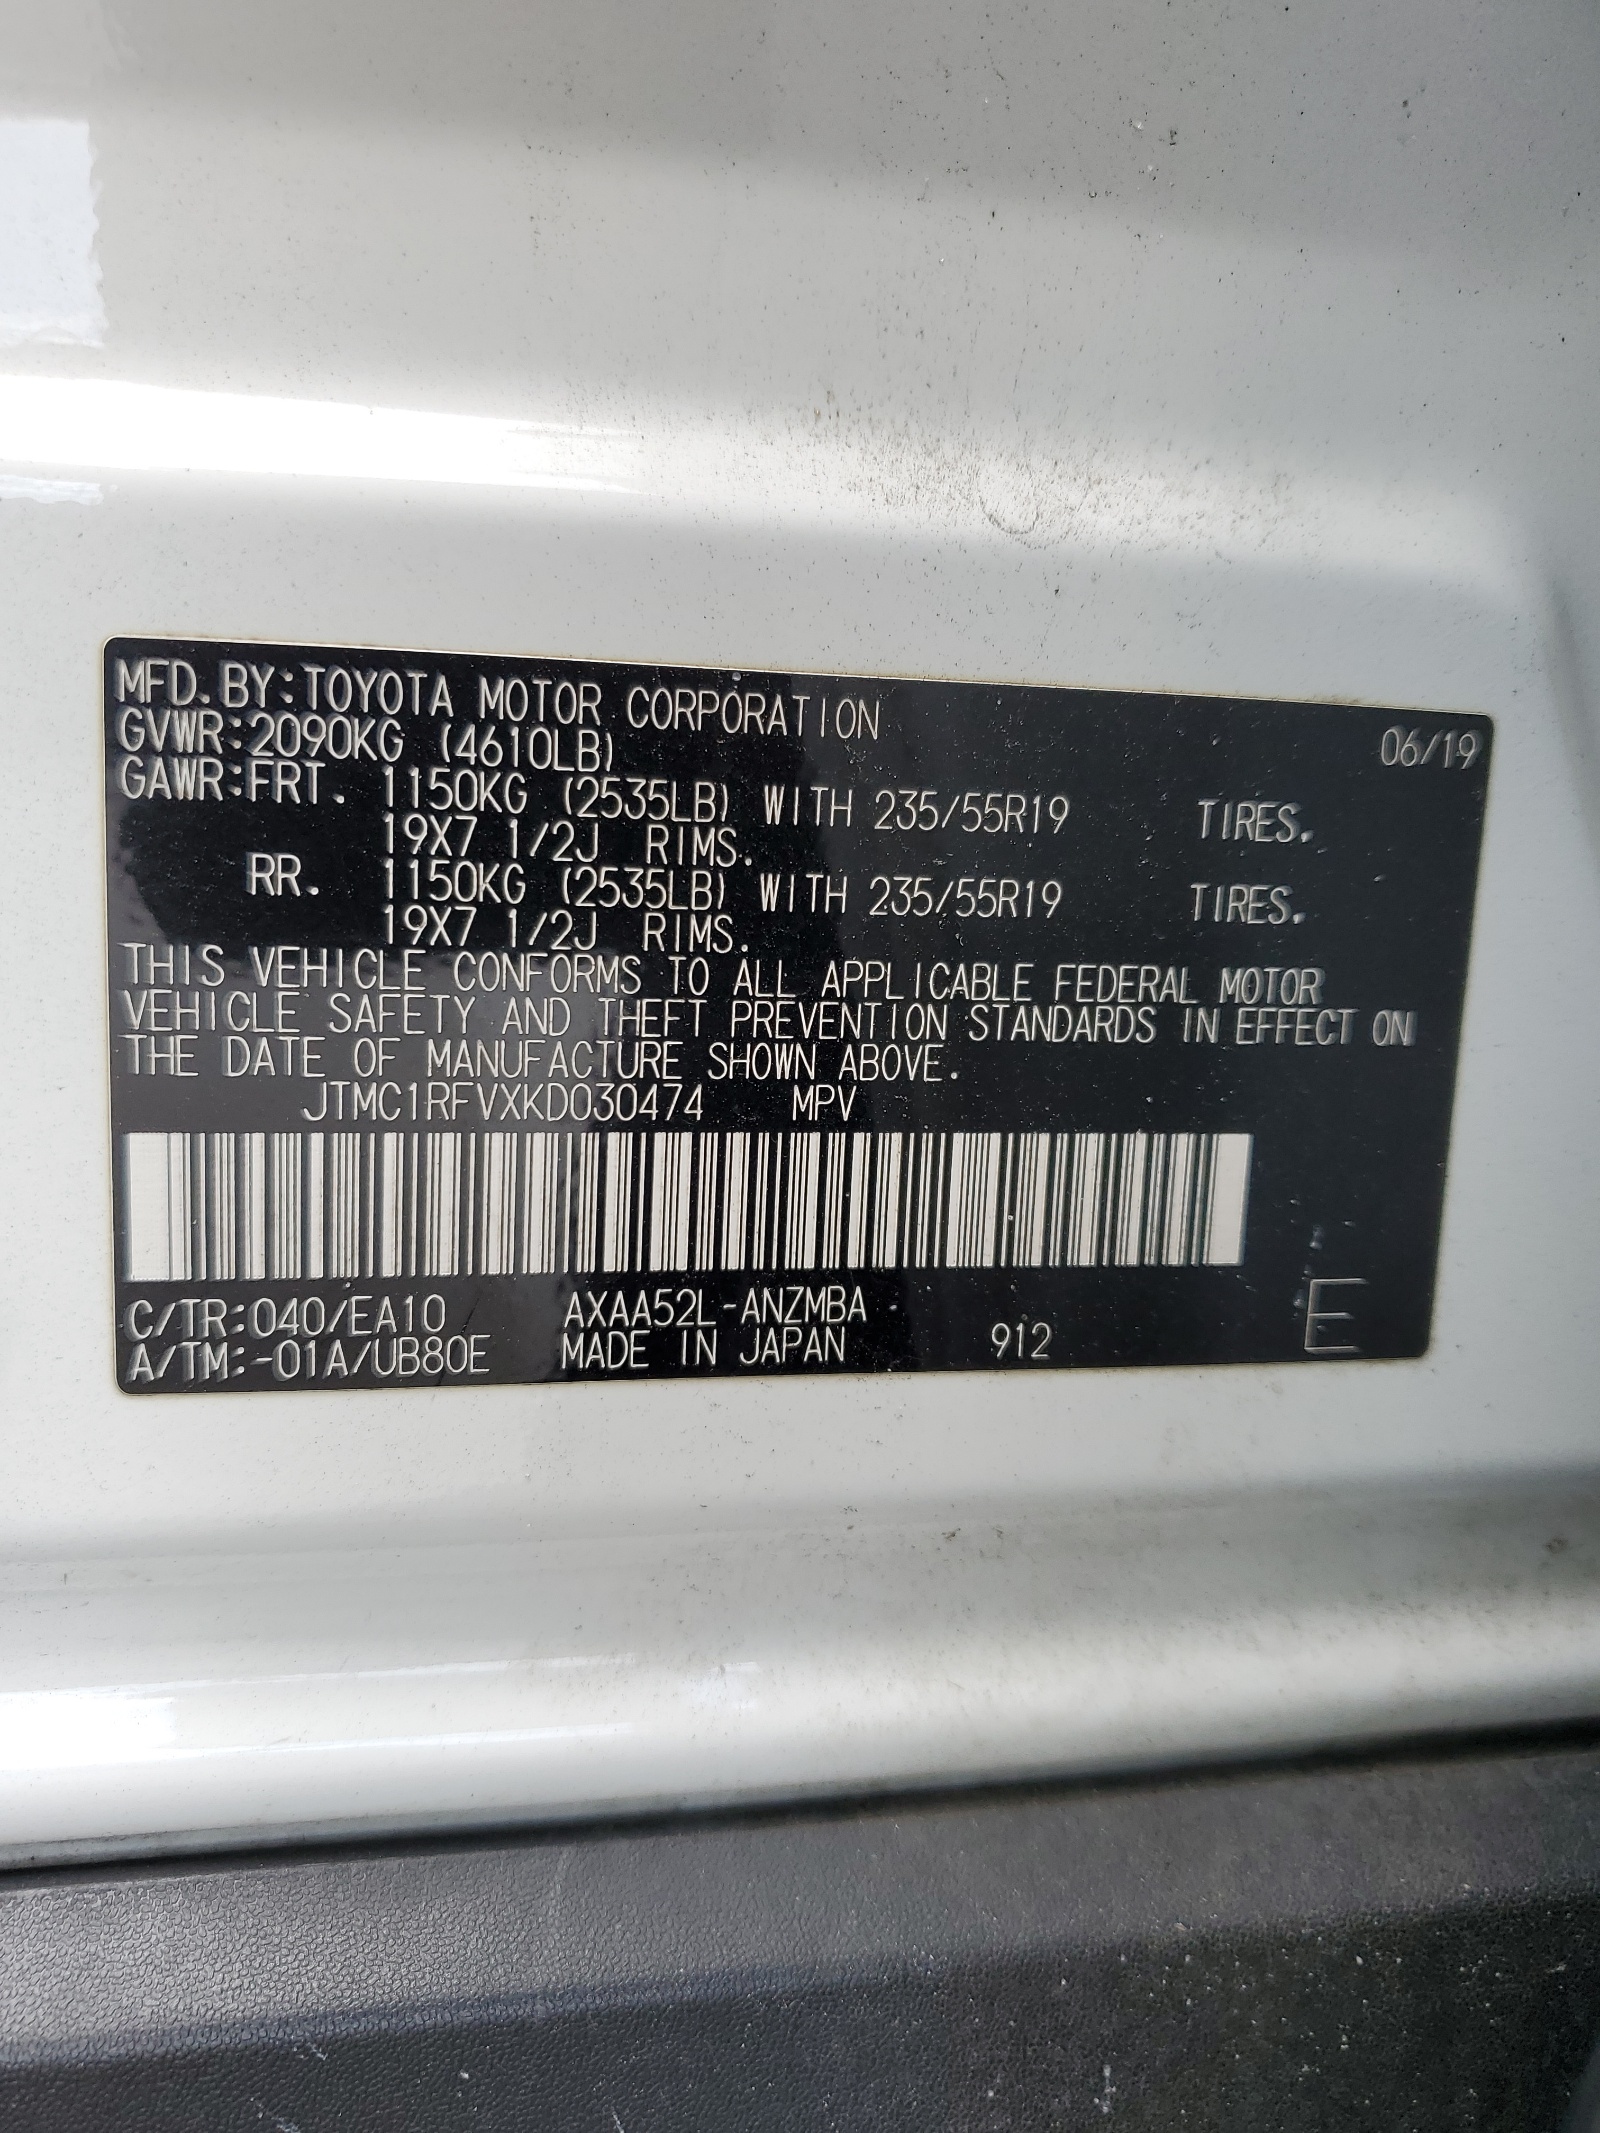 MFD. BY: TOYOTA MOTOR CORPORATION 06/19
GVWR: 2090KG (4610LB)
GAWR: FRT. 1150KG (2535LB) WITH 235/55R19 TIRES.
19X7 1/2J RIMS.
RR. 1150KG (2535LB) WITH 235/55R19 TIRES.
19X7 1/2J RIMS.
THIS VEHICLE CONFORMS TO ALL APPLICABLE FEDERAL MOTOR
VEHICLE SAFETY AND THEFT PREVENTION STANDARDS IN EFFECT ON
THE DATE OF MANUFACTURE SHOWN ABOVE.
JTMC1RFVXKD030474 MPV
C/TR: 040/EA10 AXAA52L-ANZMBA
A/TM: -01A/UB80E MADE IN JAPAN 912 E